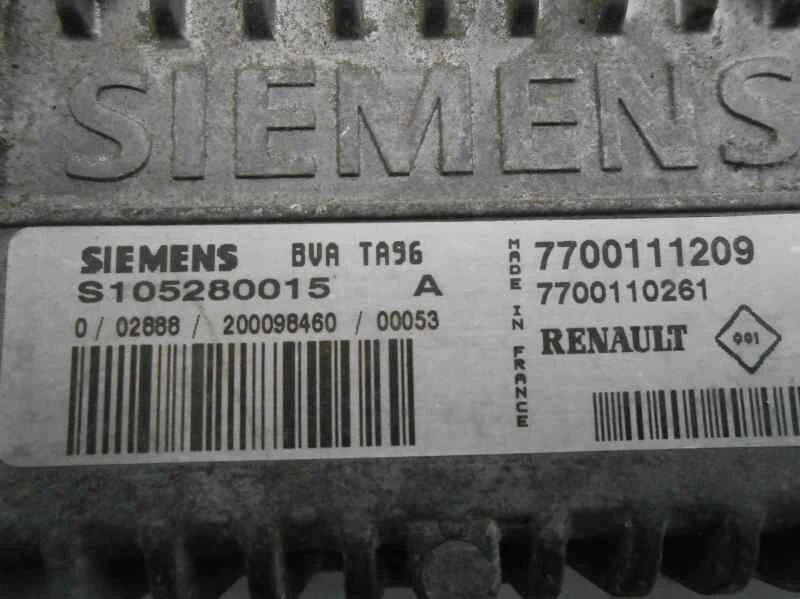 SIEMENS
SIEMENS BVA TA96
S105280015 A
0/ 02888/ 200098460 / 00053
MADE IN FRANCE
7700111209
7700110261
RENAULT
001